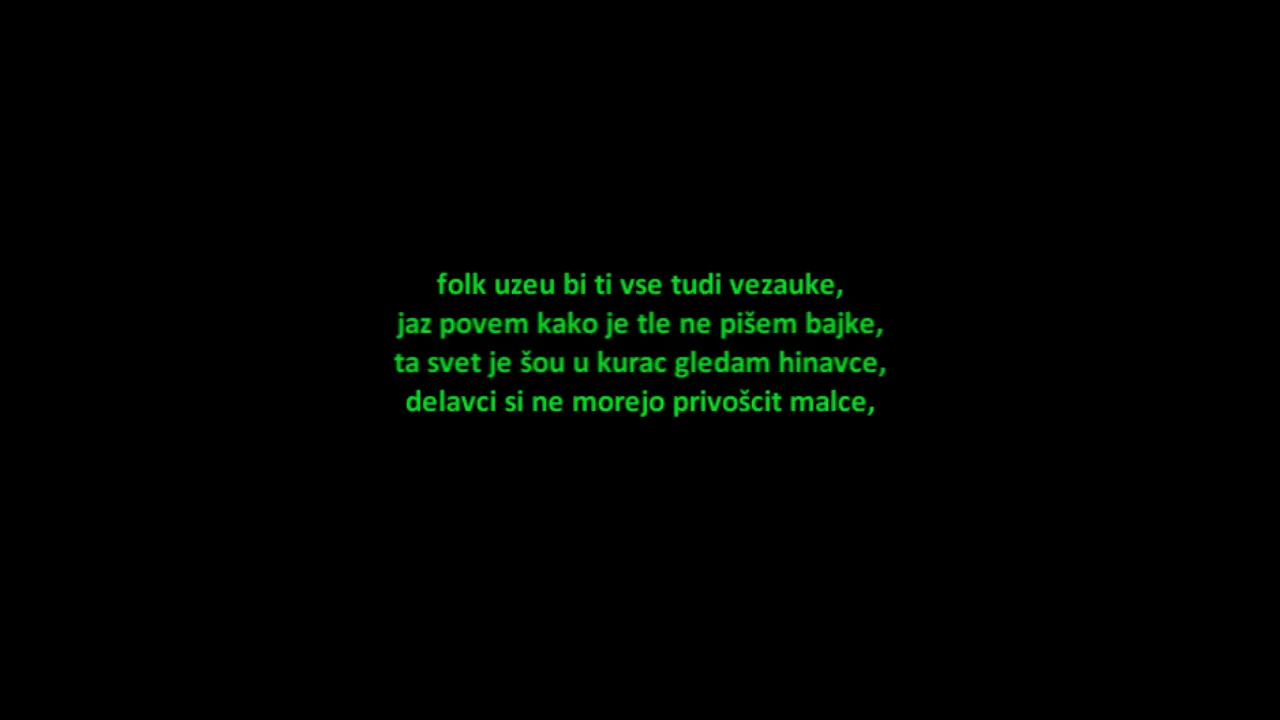 folk uzeu bi ti vse tudi vezauke,
jaz povem kako je tle ne pišem bajke,
ta svet je šou u kurac gledam hinavce,
delavci si ne morejo privošcit malce,